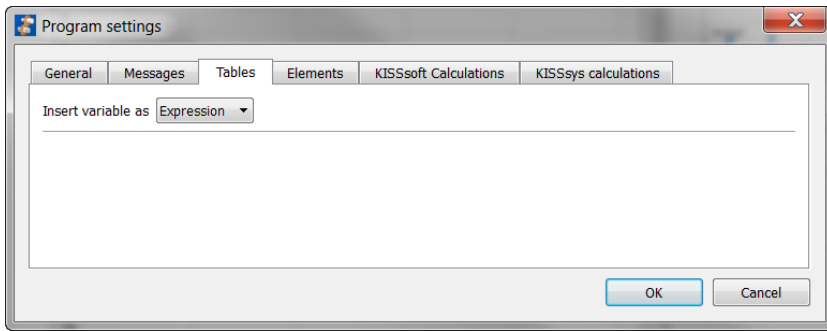 Program settings
General Messages Tables Elements KISSsoft Calculations KISSsys calculations
Insert variable as Expression
OK Cancel